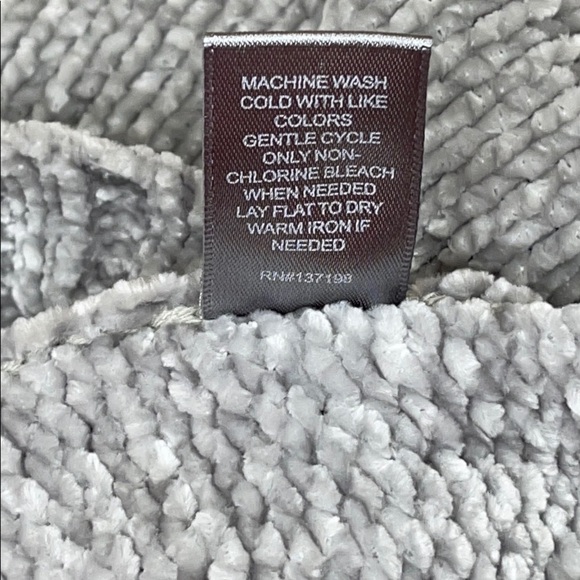 MACHINE WASH
COLD WITH LIKE
COLORS
GENTLE CYCLE
ONLY NON-
CHLORINE BLEACH
WHEN NEEDED
LAY FLAT TO DRY
WARM IRON IF
NEEDED
RN#137198